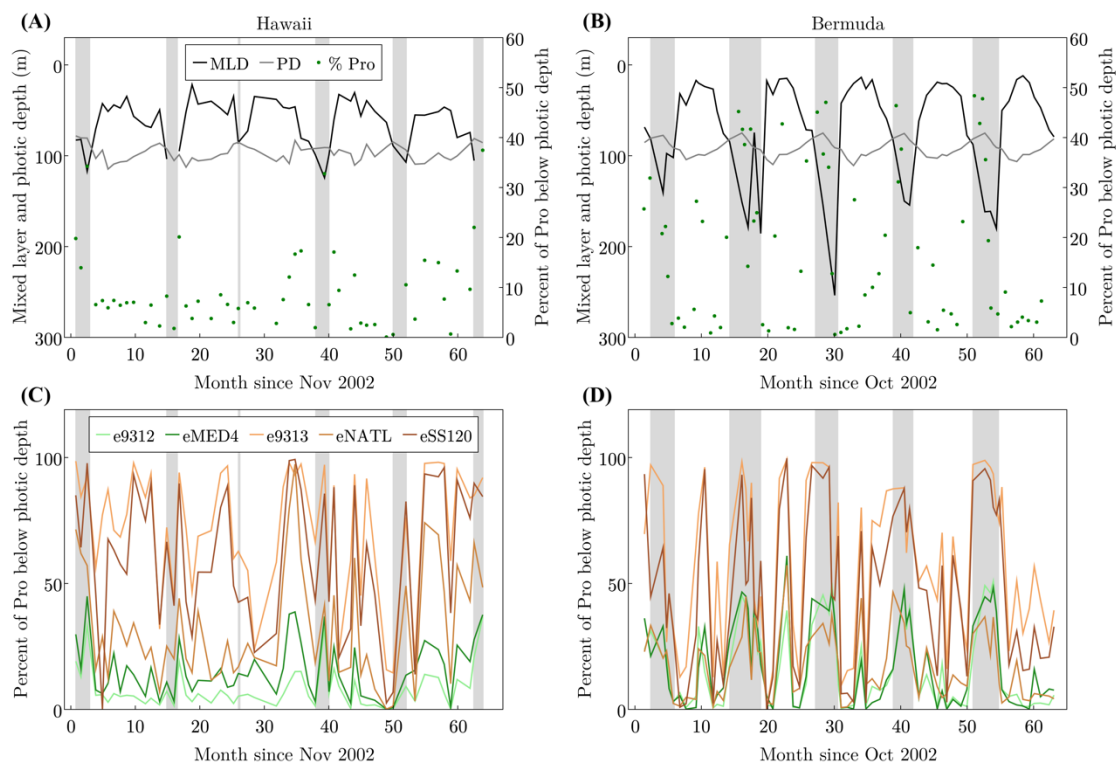 (A)
Hawaii
MLD PD % Pro
Mixed layer and photic depth (m)
0
100
200
300
Percent of Pro below photic depth
60
50
40
30
20
10
0
0 10 20 30 40 50 60
Month since Nov 2002
(B)
Bermuda
Mixed layer and photic depth (m)
0
100
200
300
Percent of Pro below photic depth
60
50
40
30
20
10
0
0 10 20 30 40 50 60
Month since Oct 2002
(C)
e9312 eMED4 e9313 eNATL eSS120
Percent of Pro below photic depth
100
50
0
0 10 20 30 40 50 60
Month since Nov 2002
(D)
Percent of Pro below photic depth
100
50
0
0 10 20 30 40 50 60
Month since Oct 2002